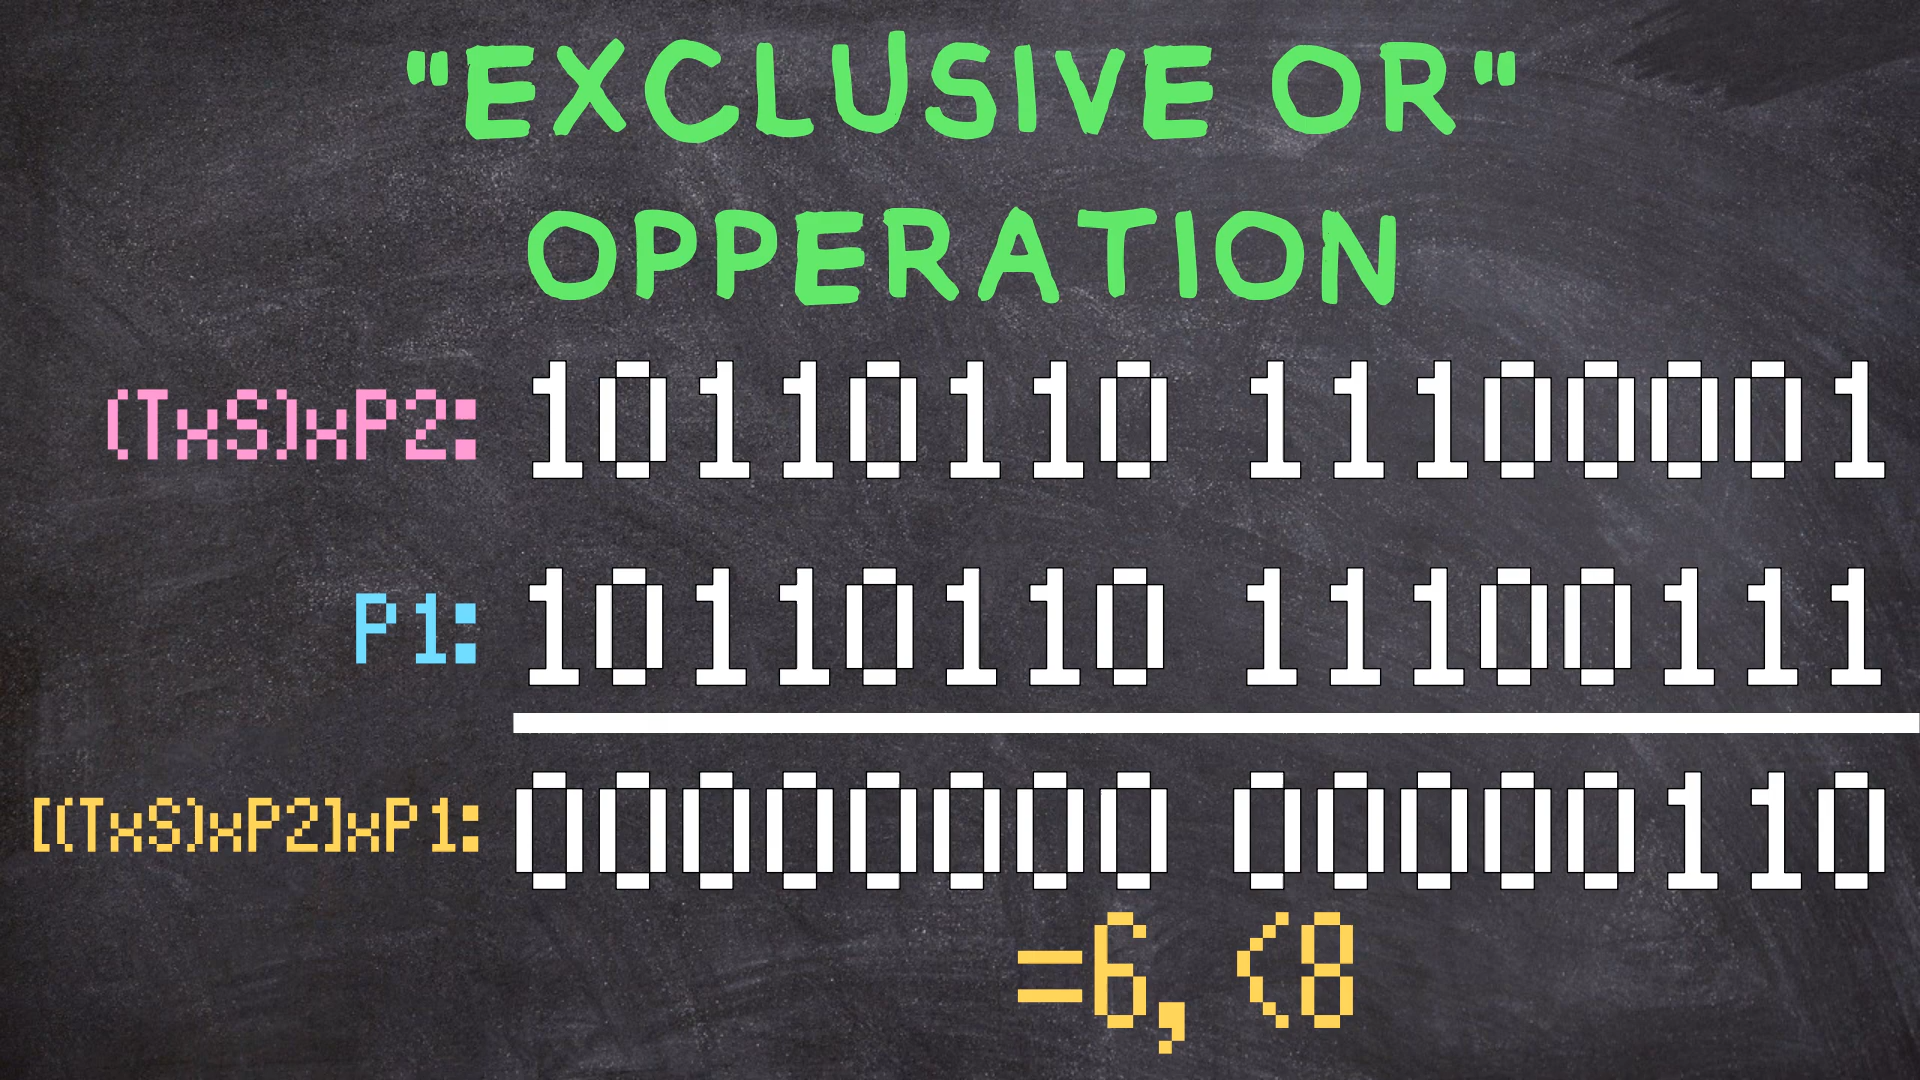 "EXCLUSIVE OR"
OPPERATION
(TxS)xP2: 10110110 11100001
P1: 10110110 11100111
[(TxS)xP2]xP1: 00000000 00000110
=6, <8